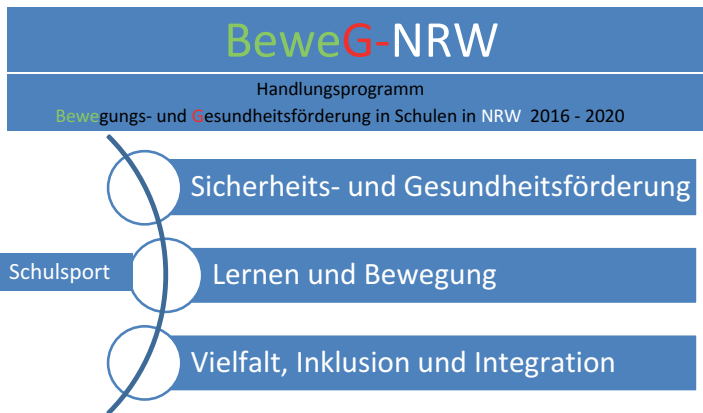 BeweG-NRW
Handlungsprogramm
Bewegungs- und Gesundheitsförderung in Schulen in NRW 2016 - 2020
Sicherheits- und Gesundheitsförderung
Schulsport
Lernen und Bewegung
Vielfalt, Inklusion und Integration